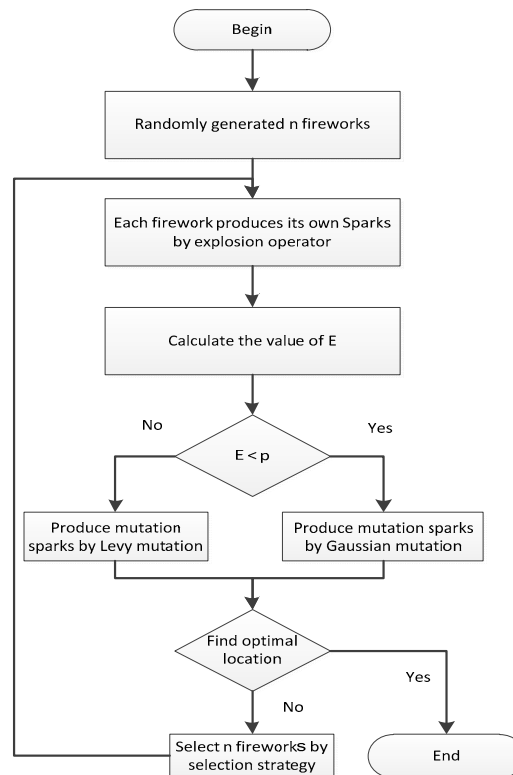 Begin
Randomly generated n fireworks
Each firework produces its own Sparks
by explosion operator
Calculate the value of E
No
Yes
E < p
Produce mutation
sparks by Levy mutation
Produce mutation sparks
by Gaussian mutation
Find optimal
location
Yes
No
Select n fireworks by
selection strategy
End